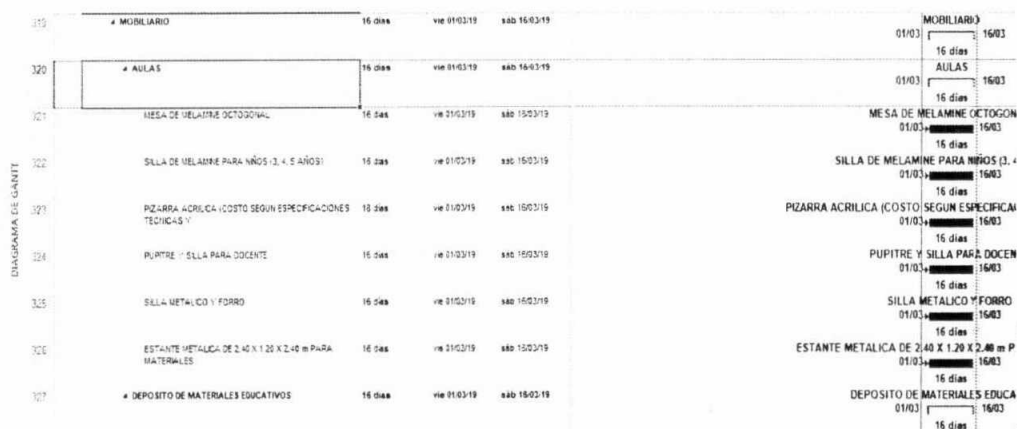 DIAGRAMA DE GANTT
319 MOBILIARIO 16 días vie 01/03/19 sáb 16/03/19 MOBILIARIO
01/03 16/03
16 días
320 AULAS 16 días vie 01/03/19 sáb 16/03/19 AULAS
01/03 16/03
16 días
321 MESA DE MELAMINE OCTOGONAL 16 días vie 01/03/19 sáb 16/03/19 MESA DE MELAMINE OCTOGON
01/03 16/03
16 días
322 SILLA DE MELAMINE PARA NIÑOS (3, 4, 5 AÑOS) 16 días vie 01/03/19 sáb 16/03/19 SILLA DE MELAMINE PARA NIÑOS (3, 4
01/03 16/03
16 días
323 PIZARRA ACRILICA (COSTO SEGUN ESPECIFICACIONES 16 días vie 01/03/19 sáb 16/03/19 PIZARRA ACRILICA (COSTO SEGUN ESPECIFICA
TECNICAS Y 01/03 16/03
16 días
324 PUPITRE Y SILLA PARA DOCENTE 16 días vie 01/03/19 sáb 16/03/19 PUPITRE Y SILLA PARA DOCEN
01/03 16/03
16 días
325 SILLA METALICO Y FORRO 16 días vie 01/03/19 sáb 16/03/19 SILLA METALICO Y FORRO
01/03 16/03
16 días
326 ESTANTE METALICA DE 2.40 X 1.20 X 2.40 m PARA 16 días vie 01/03/19 sáb 16/03/19 ESTANTE METALICA DE 2.40 X 1.20 X 2.40 m P
MATERIALES 01/03 16/03
16 días
327 DEPOSITO DE MATERIALES EDUCATIVOS 16 días vie 01/03/19 sáb 16/03/19 DEPOSITO DE MATERIALES EDUCA
01/03 16/03
16 días